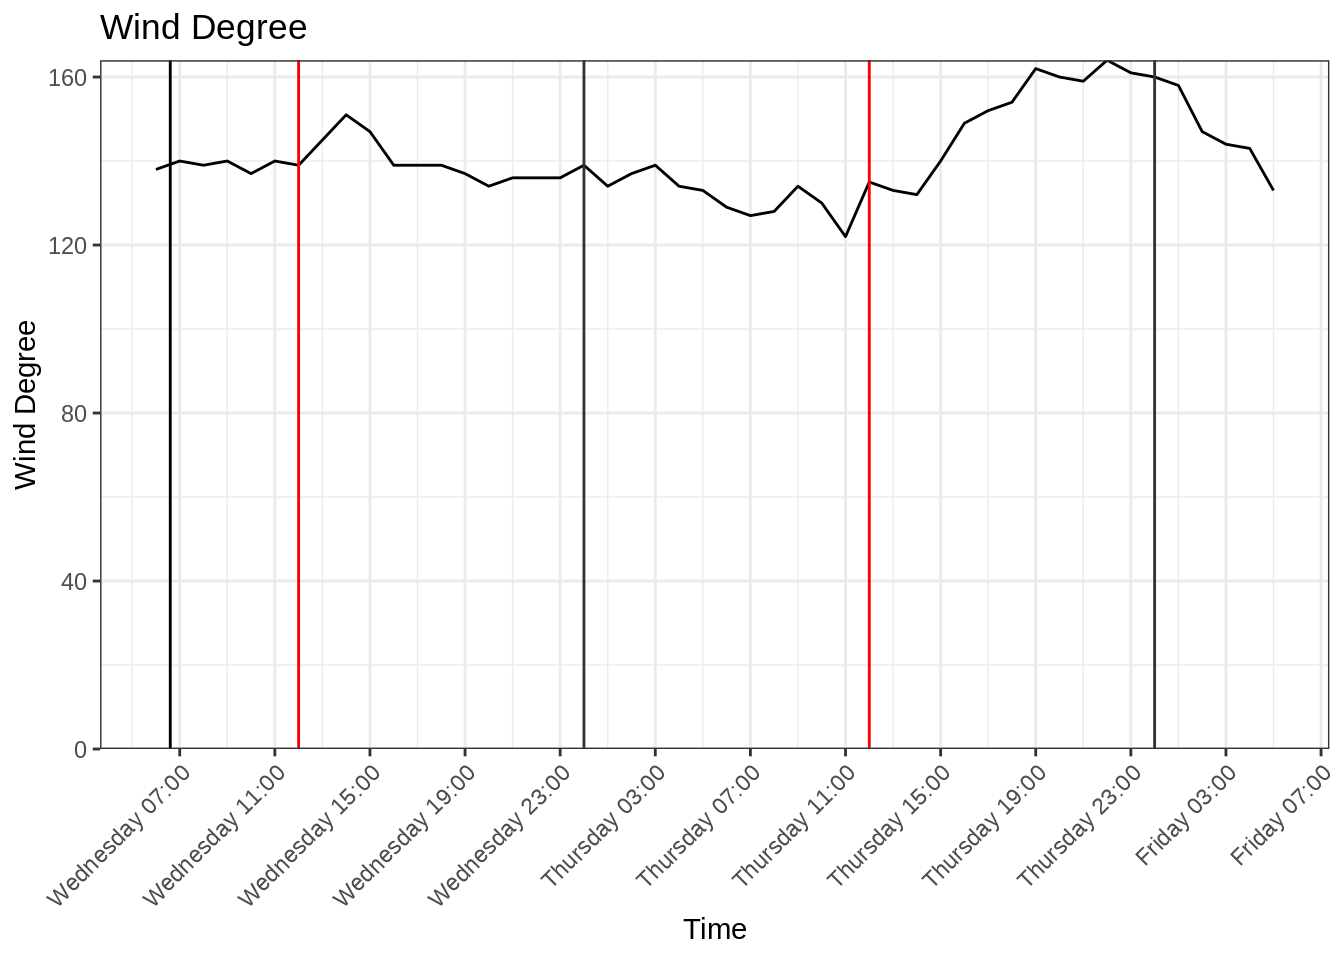 Wind Degree
Wind Degree
160
120
80
40
0
Wednesday 07:00
Wednesday 11:00
Wednesday 15:00
Wednesday 19:00
Wednesday 23:00
Thursday 03:00
Thursday 07:00
Thursday 11:00
Thursday 15:00
Thursday 19:00
Thursday 23:00
Friday 03:00
Friday 07:00
Time